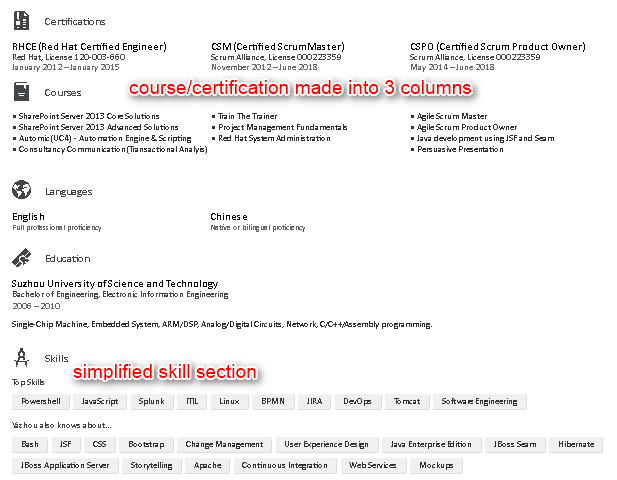 Certifications
RHCE (Red Hat Certified Engineer) CSM (Certified ScrumMaster) CSPO (Certified Scrum Product Owner)
Red Hat, License 120-003-660 Scrum Alliance, License 000223359 Scrum Alliance, License 000223359
January 2012 – January 2015 November 2012 – June 2018 May 2014 – June 2018
Courses course/certification made into 3 columns
• SharePoint Server 2013 Core Solutions • Train The Trainer • Agile Scrum Master
• SharePoint Server 2013 Advanced Solutions • Project Management Fundamentals • Agile Scrum Product Owner
• Automic (UC4) - Automation Engine & Scripting • Red Hat System Administration • Java development using JSF and Seam
• Consultancy Communication (Transactional Analyis) • Persuasive Presentation
Languages
English Chinese
Full professional proficiency Native or bilingual proficiency
Education
Suzhou University of Science and Technology
Bachelor of Engineering, Electronic Information Engineering
2006 – 2010
Single-Chip Machine, Embedded System, ARM/DSP, Analog/Digital Circuits, Network, C/C++/Assembly programming.
Skills
simplified skill section
Top Skills
Powershell JavaScript Splunk ITIL Linux BPMN JIRA DevOps Tomcat Software Engineering
Yazhou also knows about...
Bash JSF CSS Bootstrap Change Management User Experience Design Java Enterprise Edition JBoss Seam Hibernate
JBoss Application Server Storytelling Apache Continuous Integration Web Services Mockups